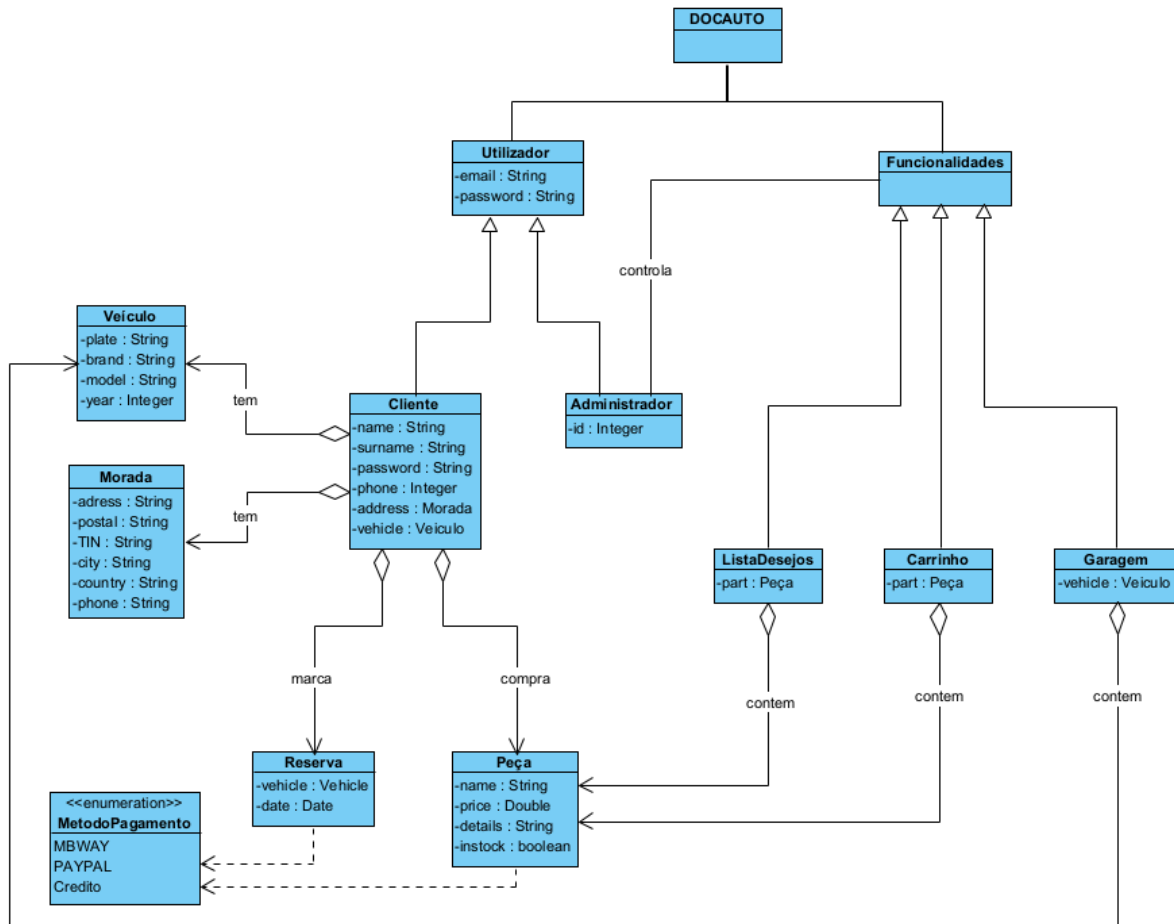 DOCAUTO
Utilizador
-email : String
-password : String
Funcionalidades
controla
Veículo
-plate : String
-brand : String
-model : String
-year : Integer
tem
Cliente
-name : String
-surname : String
-password : String
-phone : Integer
-address : Morada
-vehicle : Veiculo
Administrador
-id : Integer
Morada
-adress : String
-postal : String
-TIN : String
-city : String
-country : String
-phone : String
tem
ListaDesejos
-part : Peça
Carrinho
-part : Peça
Garagem
-vehicle : Veiculo
marca
compra
contem
contem
contem
Reserva
-vehicle : Vehicle
-date : Date
Peça
-name : String
-price : Double
-details : String
-instock : boolean
<<enumeration>>
MetodoPagamento
MBWAY
PAYPAL
Credito